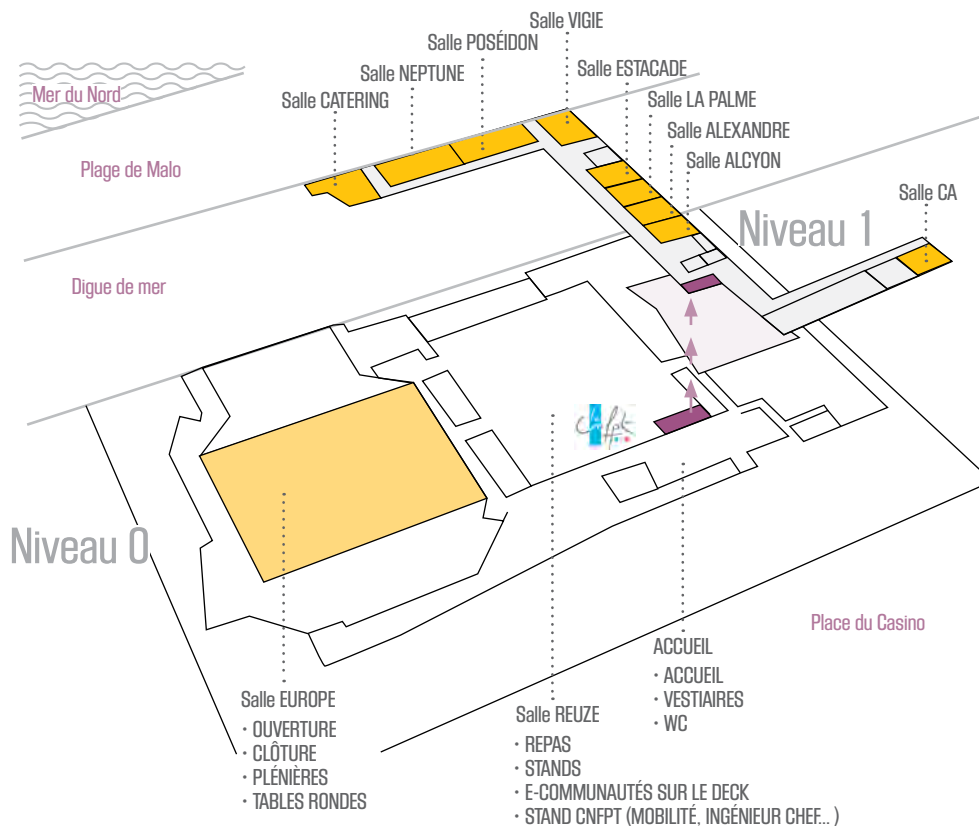 Salle VIGIE
Salle POSÉIDON
Salle NEPTUNE
Salle ESTACADE
Mer du Nord
Salle CATERING
Salle LA PALME
Salle ALEXANDRE
Plage de Malo
Salle ALCYON
Salle CA
Niveau 1
Digue de mer
cnfpt
Niveau 0
Place du Casino
Salle EUROPE
• OUVERTURE
• CLÔTURE
• PLÉNIÈRES
• TABLES RONDES
Salle REUZE
• REPAS
• STANDS
• E-COMMUNAUTÉS SUR LE DECK
• STAND CNFPT (MOBILITÉ, INGÉNIEUR CHEF... )
ACCUEIL
• ACCUEIL
• VESTIAIRES
• WC